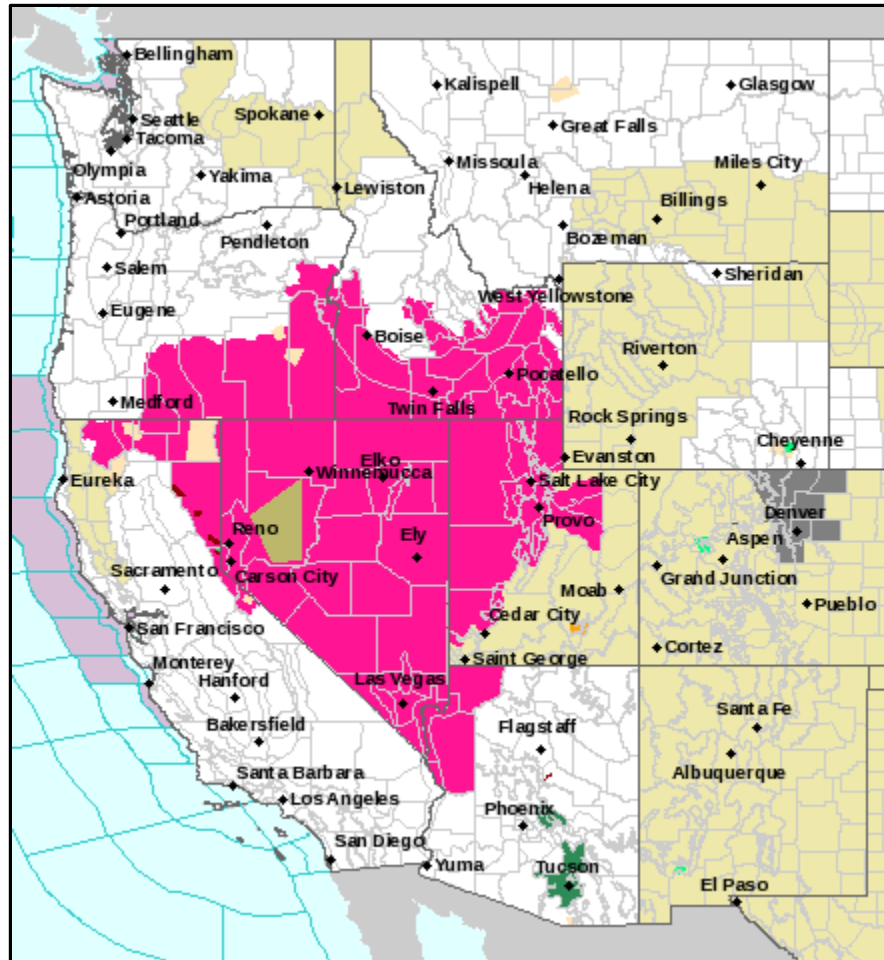 Bellingham
Kalispell
Glasgow
Spokane
Seattle
Great Falls
Tacoma
Missoula
Miles City
Olympia
Yakima
Helena
Lewiston
Billings
Astoria
Portland
Pendleton
Bozeman
Salem
Sheridan
West Yellowstone
Eugene
Boise
Riverton
Pocatello
Medford
Twin Falls
Rock Springs
Cheyenne
Elko
Evanston
Winnemucca
Eureka
Salt Lake City
Provo
Denver
Reno
Ely
Aspen
Sacramento
Carson City
Grand Junction
Moab
Pueblo
Cedar City
San Francisco
Cortez
Saint George
Monterey
Hanford
Las Vegas
Santa Fe
Bakersfield
Flagstaff
Albuquerque
Santa Barbara
Los Angeles
Phoenix
San Diego
Yuma
Tucson
El Paso